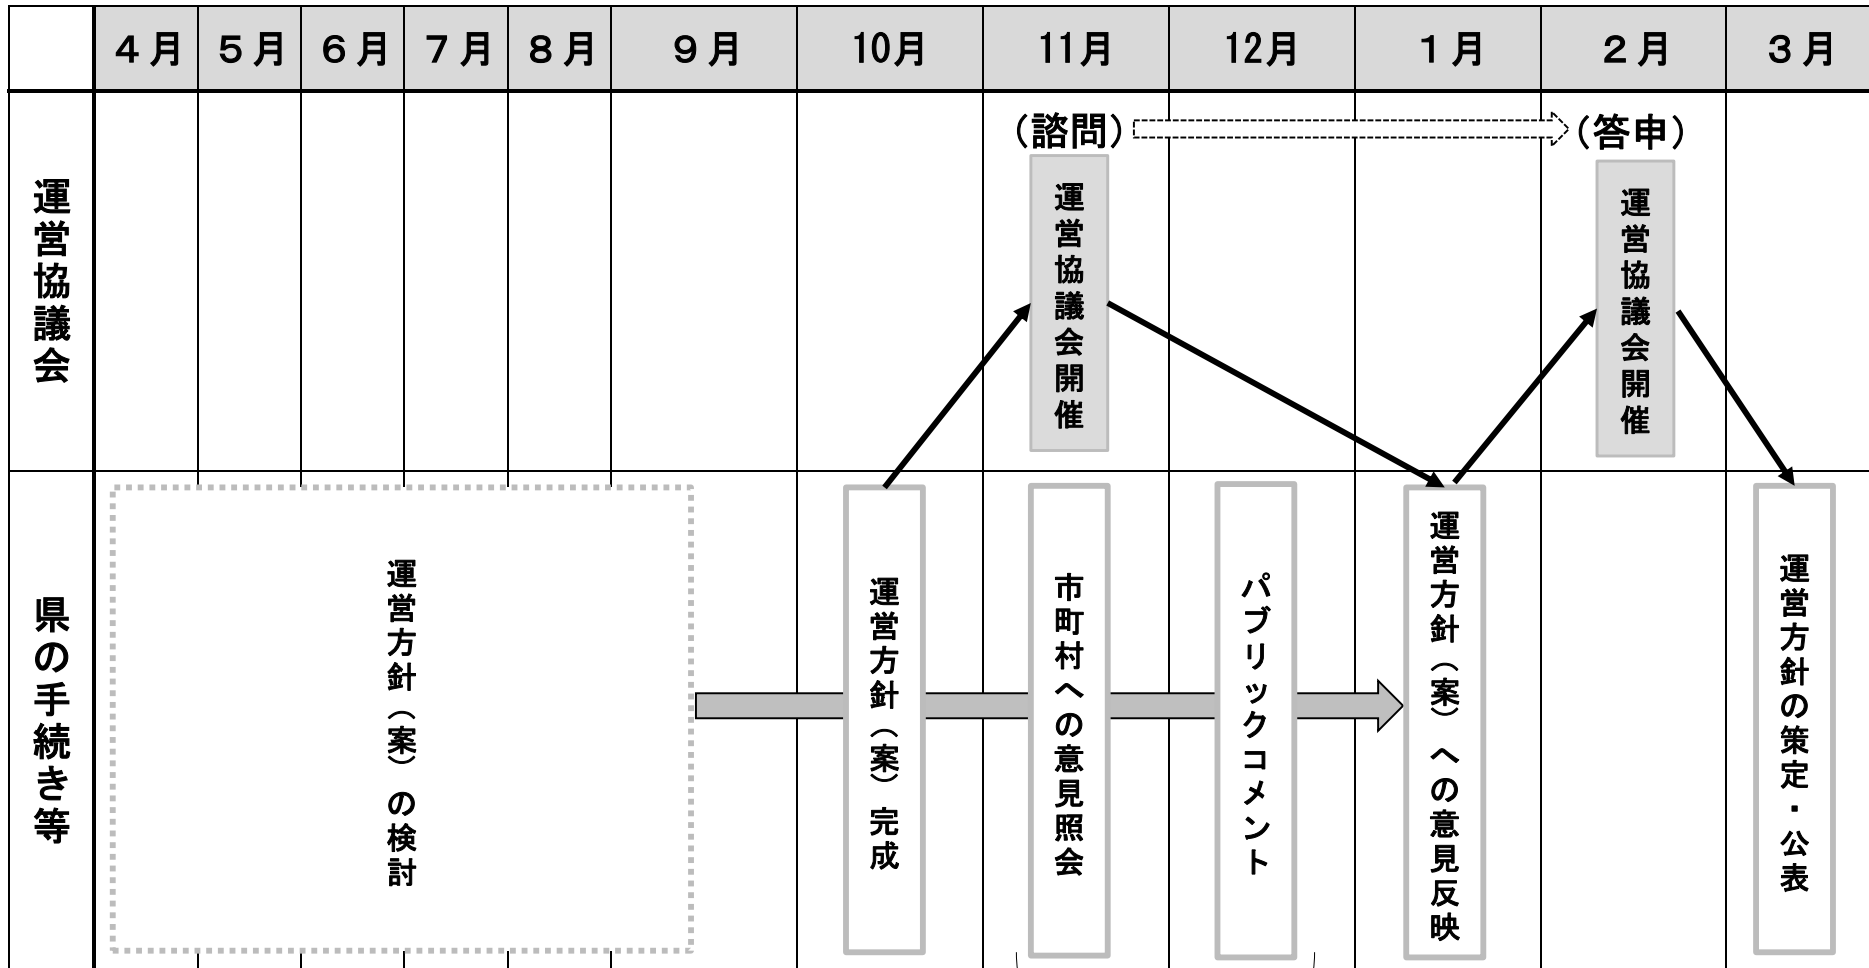 ４月 ５月 ６月 ７月 ８月 ９月 10月 11月 12月 １月 ２月 ３月
運営協議会
（諮問）
（答申）
運営協議会開催
運営協議会開催
県の手続き等
運営方針（案）の検討
運営方針（案）完成
市町村への意見照会
パブリックコメント
運営方針（案）への意見反映
運営方針の策定・公表